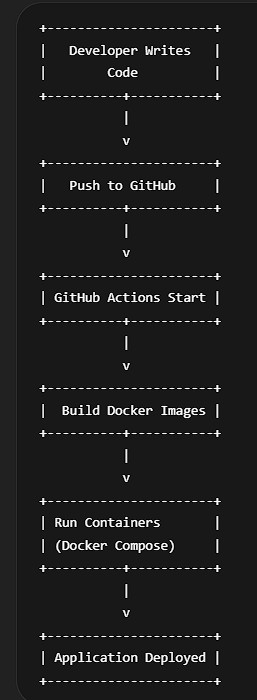 +----------------------+
|   Developer Writes   |
|        Code          |
+----------+-----------+
           |
           v
+----------------------+
|   Push to GitHub     |
+----------+-----------+
           |
           v
+----------------------+
| GitHub Actions Start |
+----------+-----------+
           |
           v
+----------------------+
|  Build Docker Images |
+----------+-----------+
           |
           v
+----------------------+
| Run Containers       |
| (Docker Compose)     |
+----------+-----------+
           |
           v
+----------------------+
| Application Deployed |
+----------------------+